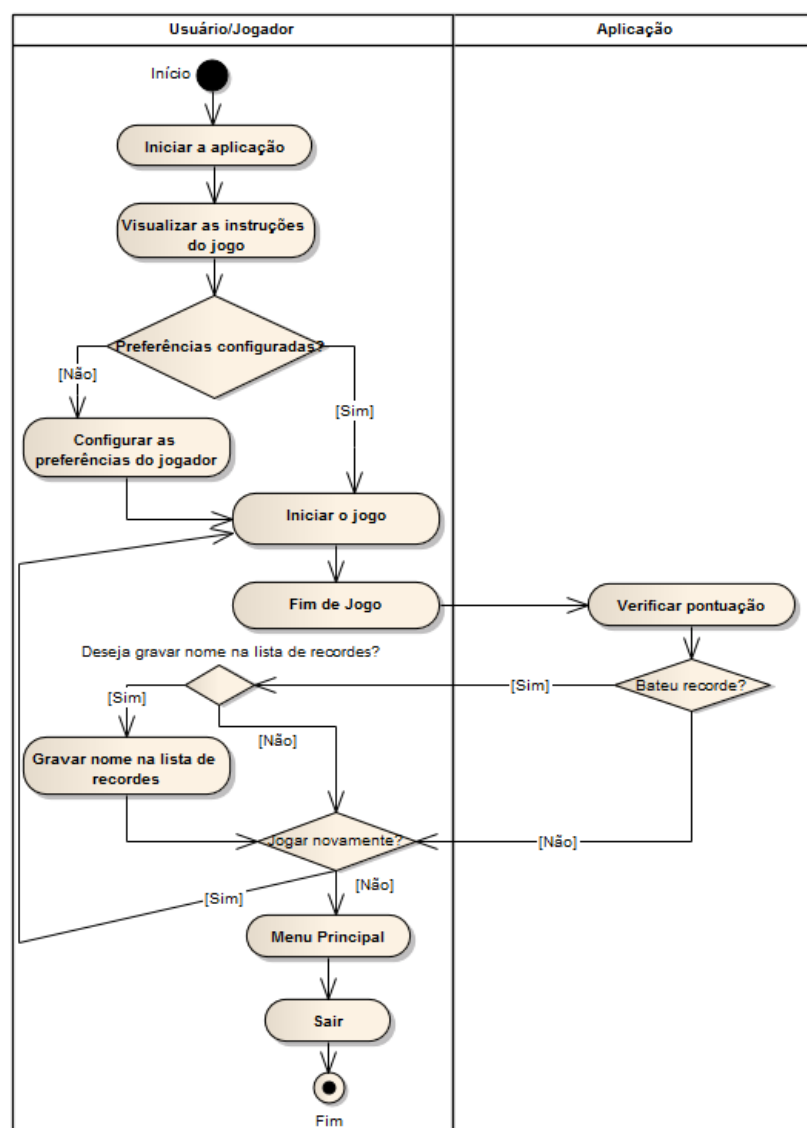 Usuário/Jogador
Aplicação
Início
Iniciar a aplicação
Visualizar as instruções
do jogo
Preferências configuradas?
[Não]
[Sim]
Configurar as
preferências do jogador
Iniciar o jogo
Fim de Jogo
Verificar pontuação
Deseja gravar nome na lista de recordes?
Bateu recorde?
[Sim]
[Sim]
[Não]
Gravar nome na lista de
recordes
Jogar novamente?
[Não]
[Não]
[Sim]
Menu Principal
Sair
Fim